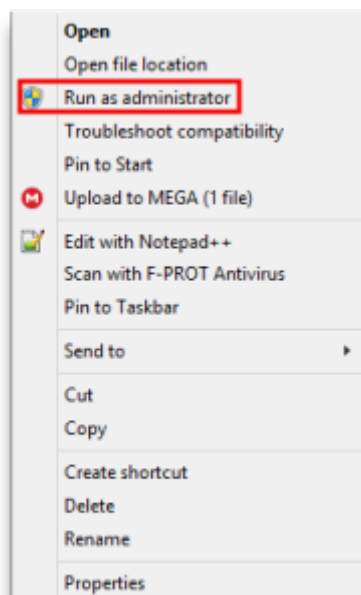 Open
Open file location
Run as administrator
Troubleshoot compatibility
Pin to Start
Upload to MEGA (1 file)
Edit with Notepad++
Scan with F-PROT Antivirus
Pin to Taskbar
Send to
Cut
Copy
Create shortcut
Delete
Rename
Properties